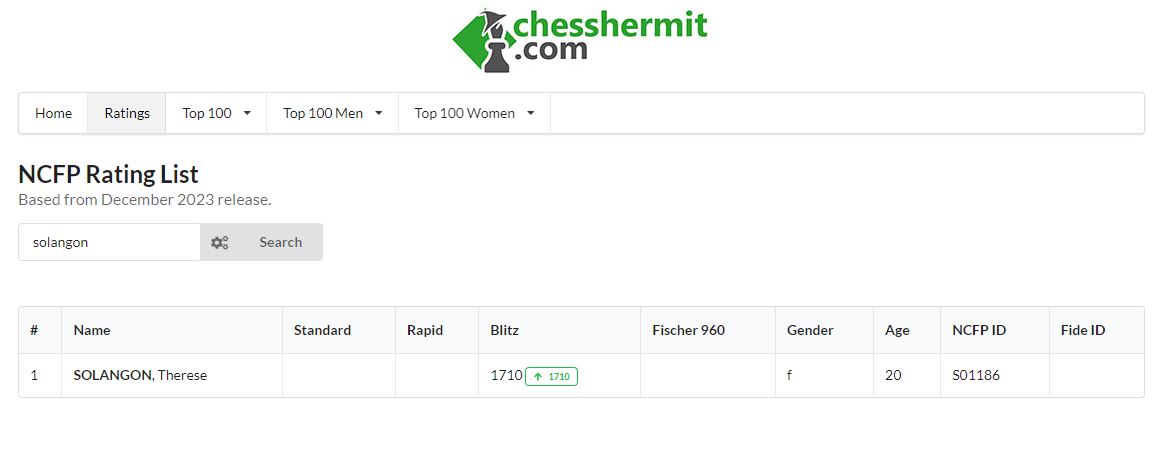 chesshermit
.com
Home Ratings Top 100 Top 100 Men Top 100 Women
NCFP Rating List
Based from December 2023 release.
solangon Search
# Name Standard Rapid Blitz Fischer 960 Gender Age NCFP ID Fide ID
1 SOLANGON, Therese 1710 1710 f 20 S01186